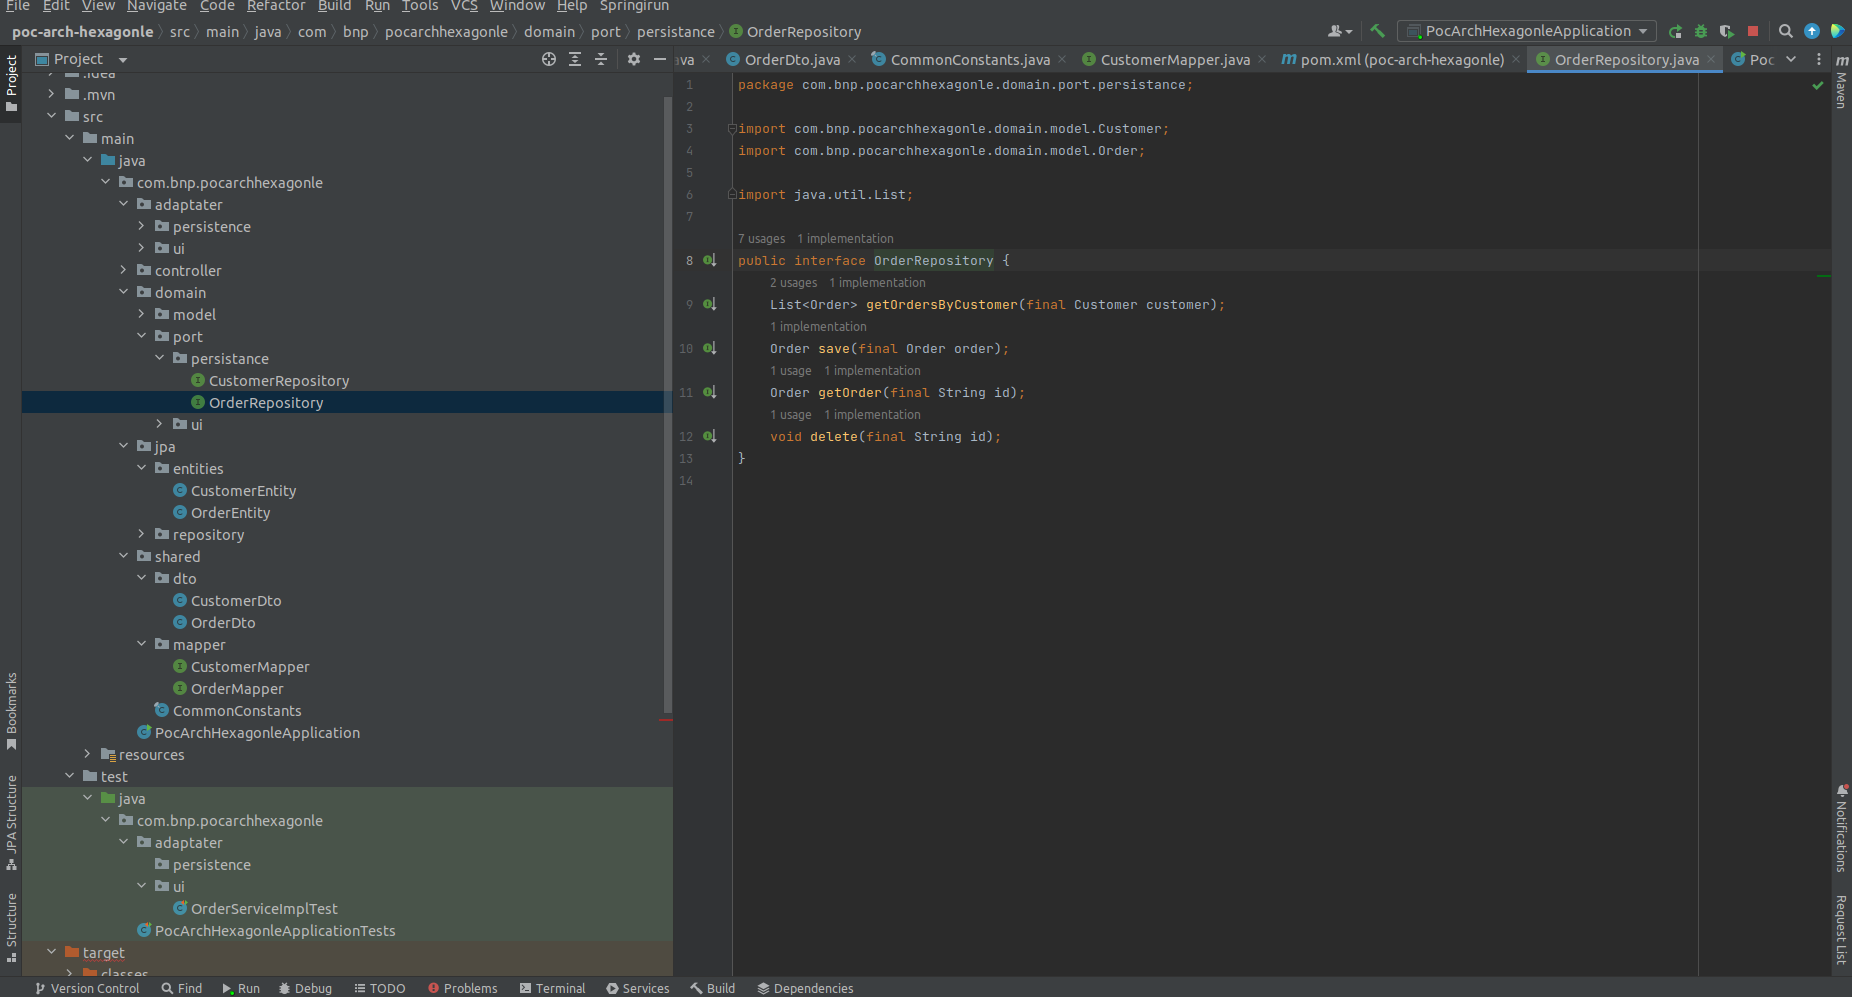 File Edit View Navigate Code Refactor Build Run Tools VCS Window Help Springirun
poc-arch-hexagonle src main java com bnp pocarchhexagonle domain port persistance OrderRepository PocArchHexagonleApplication
Project
Project
ava OrderDto.java CommonConstants.java CustomerMapper.java pom.xml (poc-arch-hexagonle) OrderRepository.java Poc
Maven
.idea
.mvn
src
main
java
com.bnp.pocarchhexagonle
adaptater
persistence
ui
controller
domain
model
port
persistance
CustomerRepository
OrderRepository
ui
jpa
entities
CustomerEntity
OrderEntity
repository
shared
dto
CustomerDto
OrderDto
mapper
CustomerMapper
OrderMapper
CommonConstants
PocArchHexagonleApplication
resources
test
java
com.bnp.pocarchhexagonle
adaptater
persistence
ui
OrderServiceImplTest
PocArchHexagonleApplicationTests
target
classes
1 package com.bnp.pocarchhexagonle.domain.port.persistance;
2
3 import com.bnp.pocarchhexagonle.domain.model.Customer;
4 import com.bnp.pocarchhexagonle.domain.model.Order;
5
6 import java.util.List;
7
7 usages 1 implementation
8 public interface OrderRepository {
2 usages 1 implementation
9 List<Order> getOrdersByCustomer(final Customer customer);
1 implementation
10 Order save(final Order order);
1 usage 1 implementation
11 Order getOrder(final String id);
1 usage 1 implementation
12 void delete(final String id);
13 }
14
Bookmarks
JPA Structure
Structure
Notifications
Request List
Version Control Find Run Debug TODO Problems Terminal Services Build Dependencies